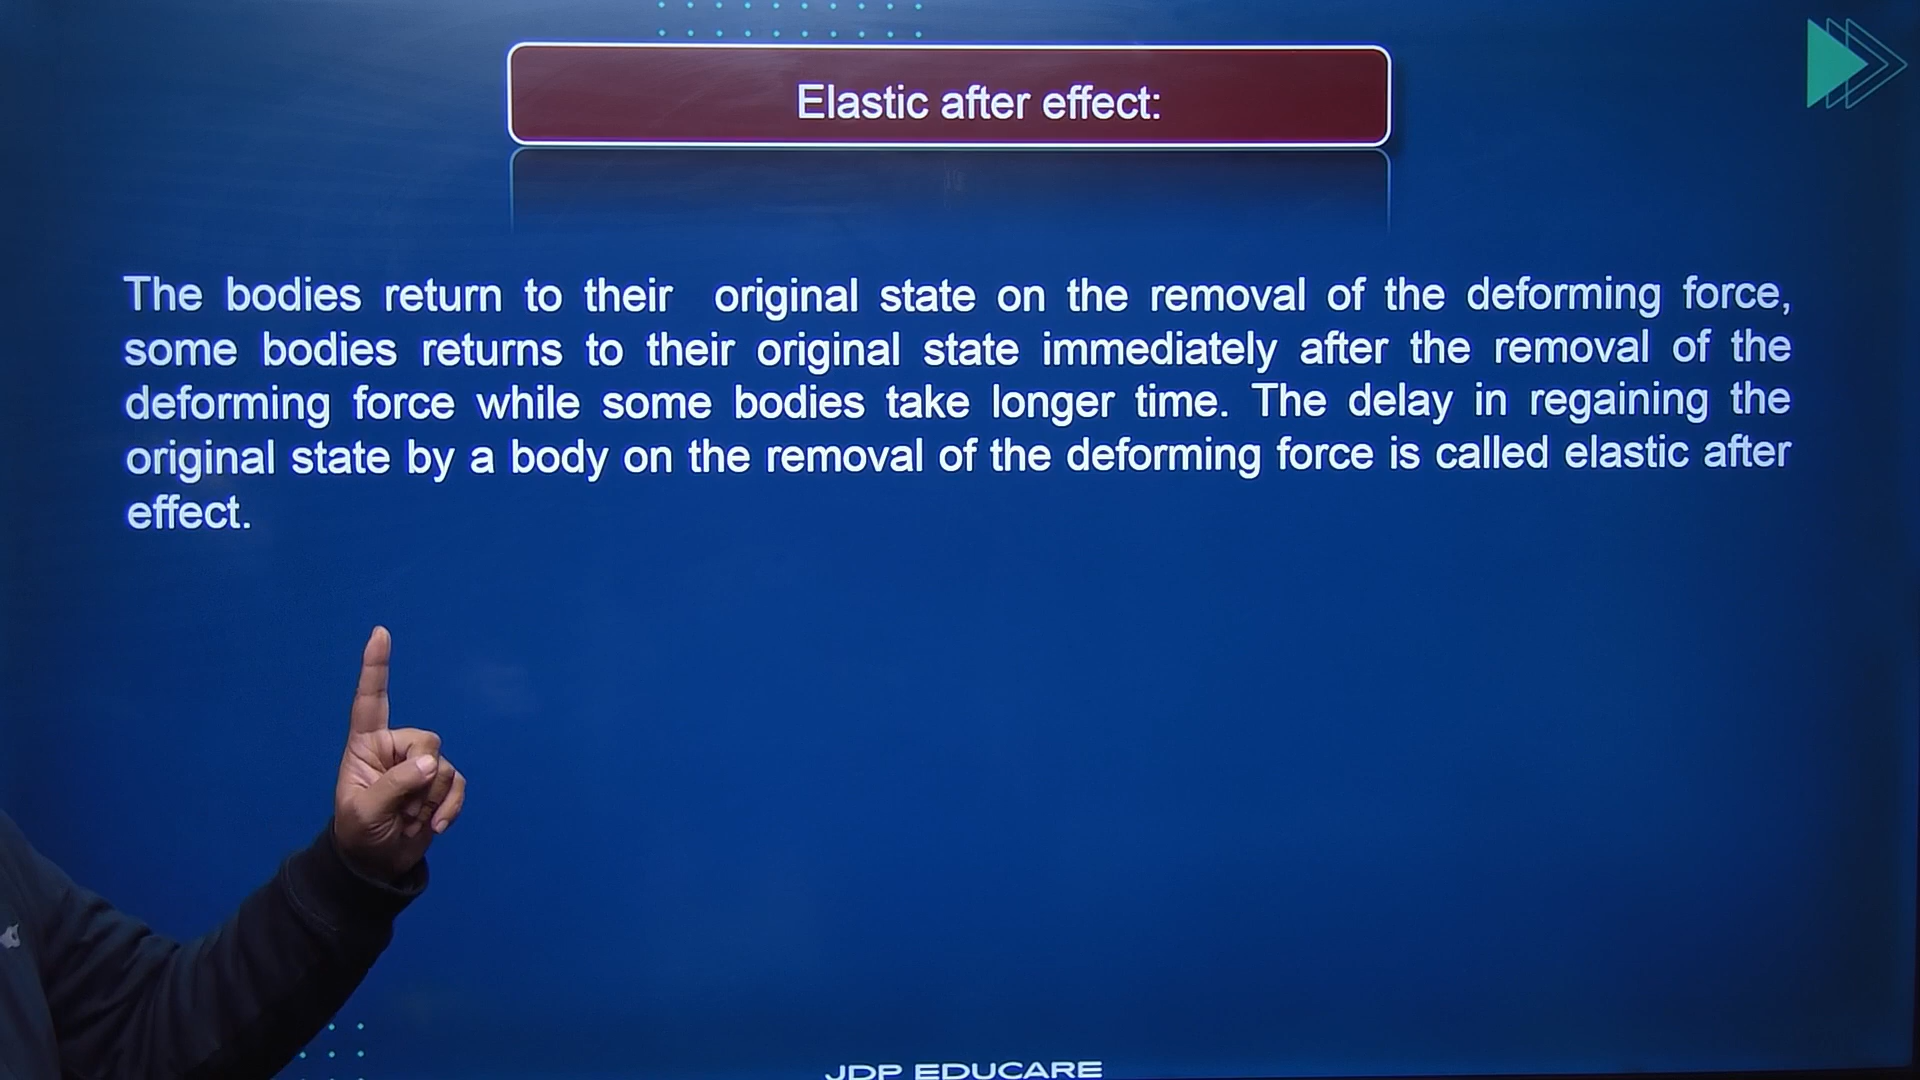 Elastic after effect:
The bodies return to their original state on the removal of the deforming force,
some bodies returns to their original state immediately after the removal of the
deforming force while some bodies take longer time. The delay in regaining the
original state by a body on the removal of the deforming force is called elastic after
effect.
JDP EDUCARE